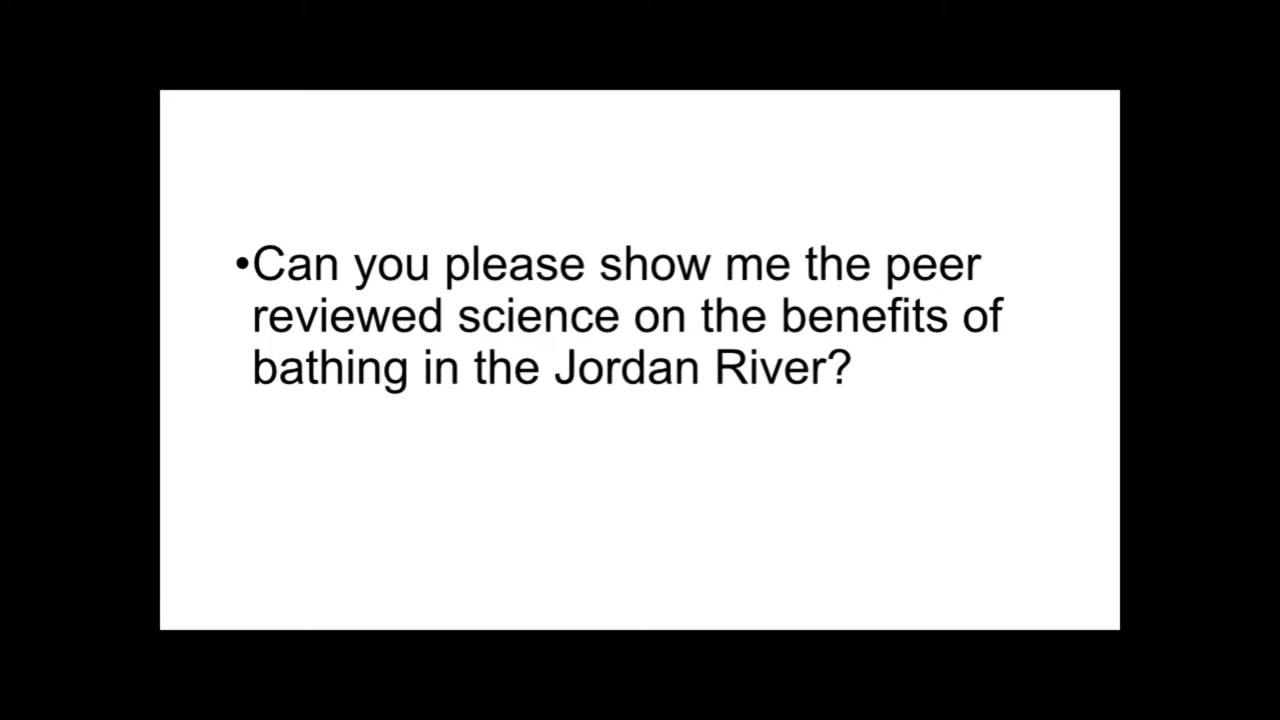 •Can you please show me the peer
reviewed science on the benefits of
bathing in the Jordan River?